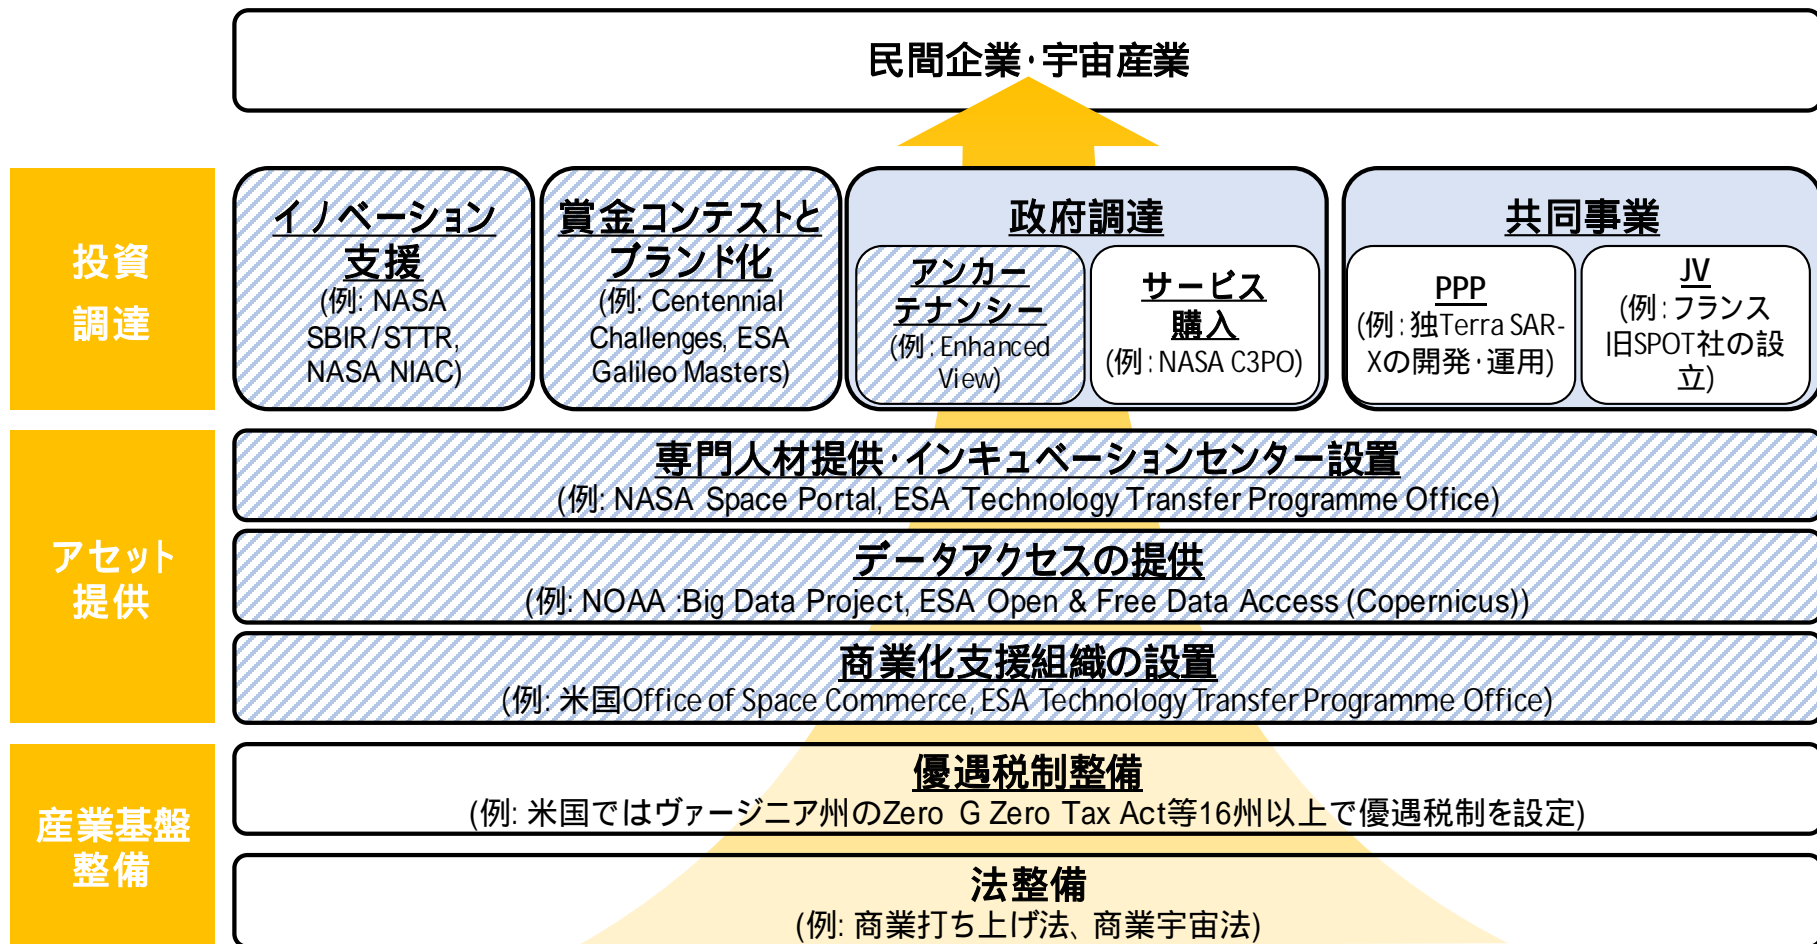 民間企業・宇宙産業
投資
調達
イノベーション
支援
(例: NASA
SBIR/STTR,
NASA NIAC)
賞金コンテストと
ブランド化
(例: Centennial
Challenges, ESA
Galileo Masters)
政府調達
アンカー
テナンシー
(例:Enhanced
View)
サービス
購入
(例:NASA C3PO)
共同事業
PPP
(例:独Terra SAR-
Xの開発・運用)
JV
(例:フランス
旧SPOT社の設
立)
アセット
提供
専門人材提供・インキュベーションセンター設置
(例: NASA Space Portal, ESA Technology Transfer Programme Office)
データアクセスの提供
(例: NOAA :Big Data Project, ESA Open & Free Data Access (Copernicus))
商業化支援組織の設置
(例: 米国Office of Space Commerce, ESA Technology Transfer Programme Office)
産業基盤
整備
優遇税制整備
(例: 米国ではヴァージニア州のZero G Zero Tax Act等16州以上で優遇税制を設定)
法整備
(例: 商業打ち上げ法、商業宇宙法)